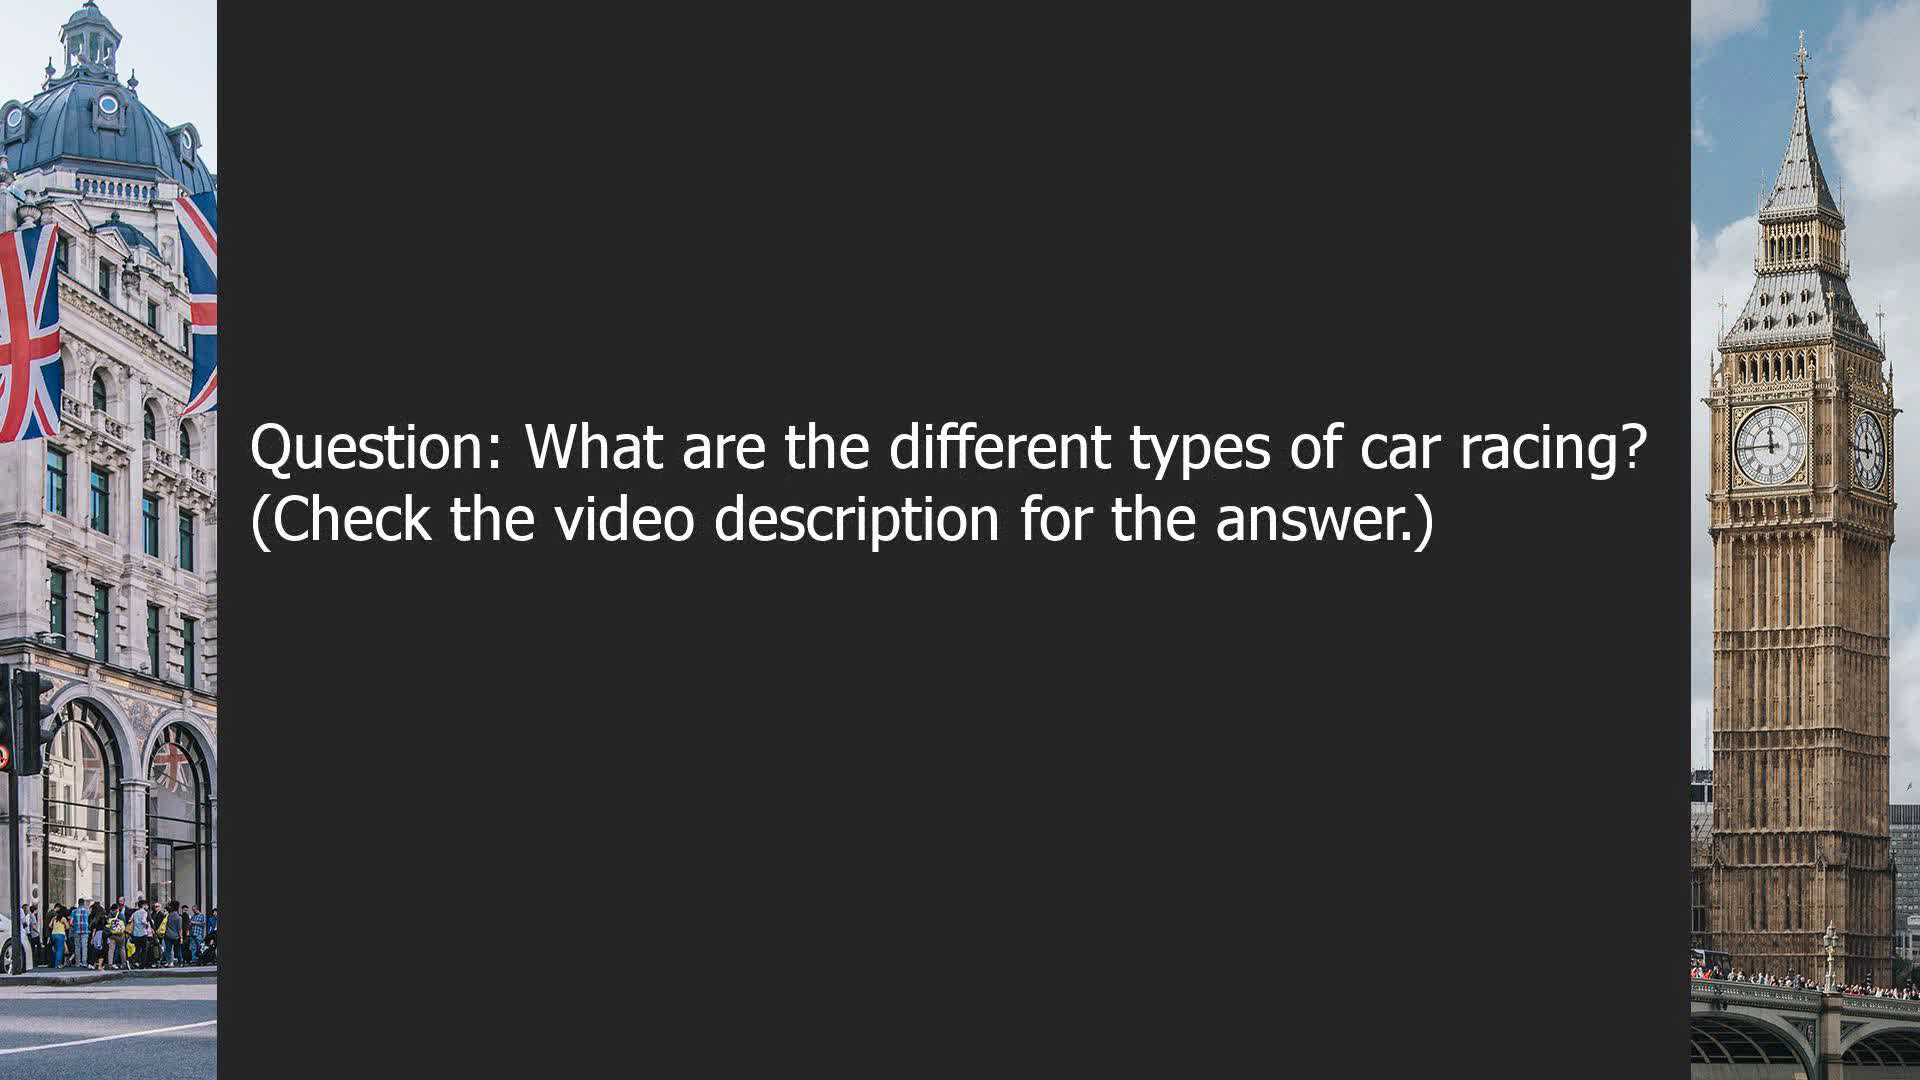 Question: What are the different types of car racing?
(Check the video description for the answer.)